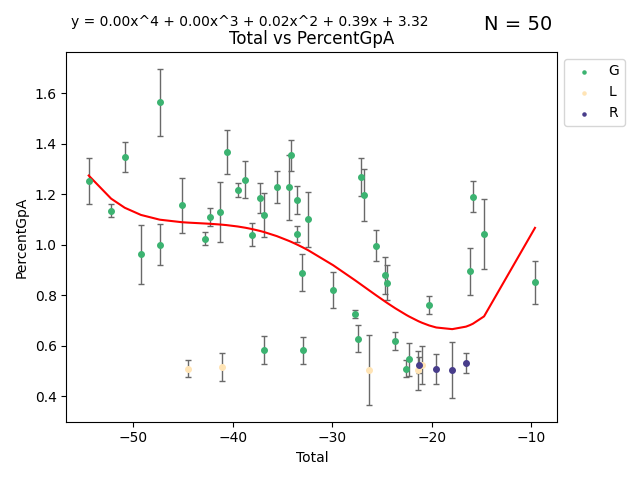 y = 0.00x^4 + 0.00x^3 + 0.02x^2 + 0.39x + 3.32
N = 50
Total vs PercentGpA
G
L
R
PercentGpA
1.6
1.4
1.2
1.0
0.8
0.6
0.4
−50
−40
−30
−20
−10
Total